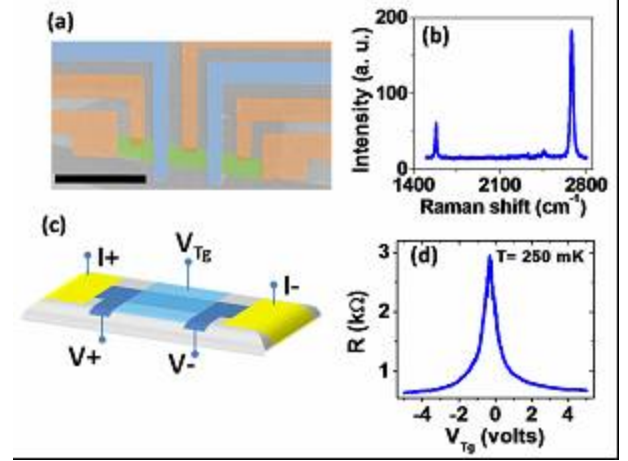 (a)
(b)
Intensity (a. u.)
200
100
0
1400 2100 2800
Raman shift (cm⁻¹)
(c)
I+
V_Tg
I-
V+
V-
(d)
T= 250 mK
R (kΩ)
3
2
1
-4 -2 0 2 4
V_Tg (volts)